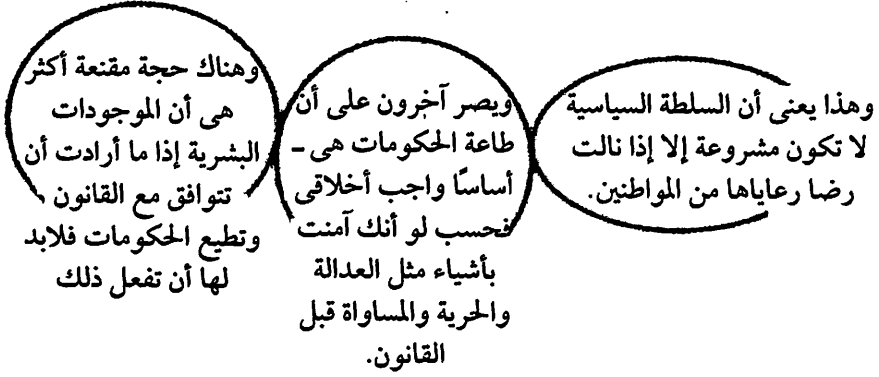 وهذا يعنى أن السلطة السياسية
لا تكون مشروعة إلا إذا نالت
رضا رعاياها من المواطنين.
ويصر آخرون على أن
طاعة الحكومات هى –
أساسًا واجب أخلاقى
فحسب لو أنك آمنت
بأشياء مثل العدالة
والحرية والمساواة قبل
القانون.
وهناك حجة مقنعة أكثر
هى أن الموجودات
البشرية إذا ما أرادت أن
تتوافق مع القانون
وتطيع الحكومات فلابد
لها أن تفعل ذلك